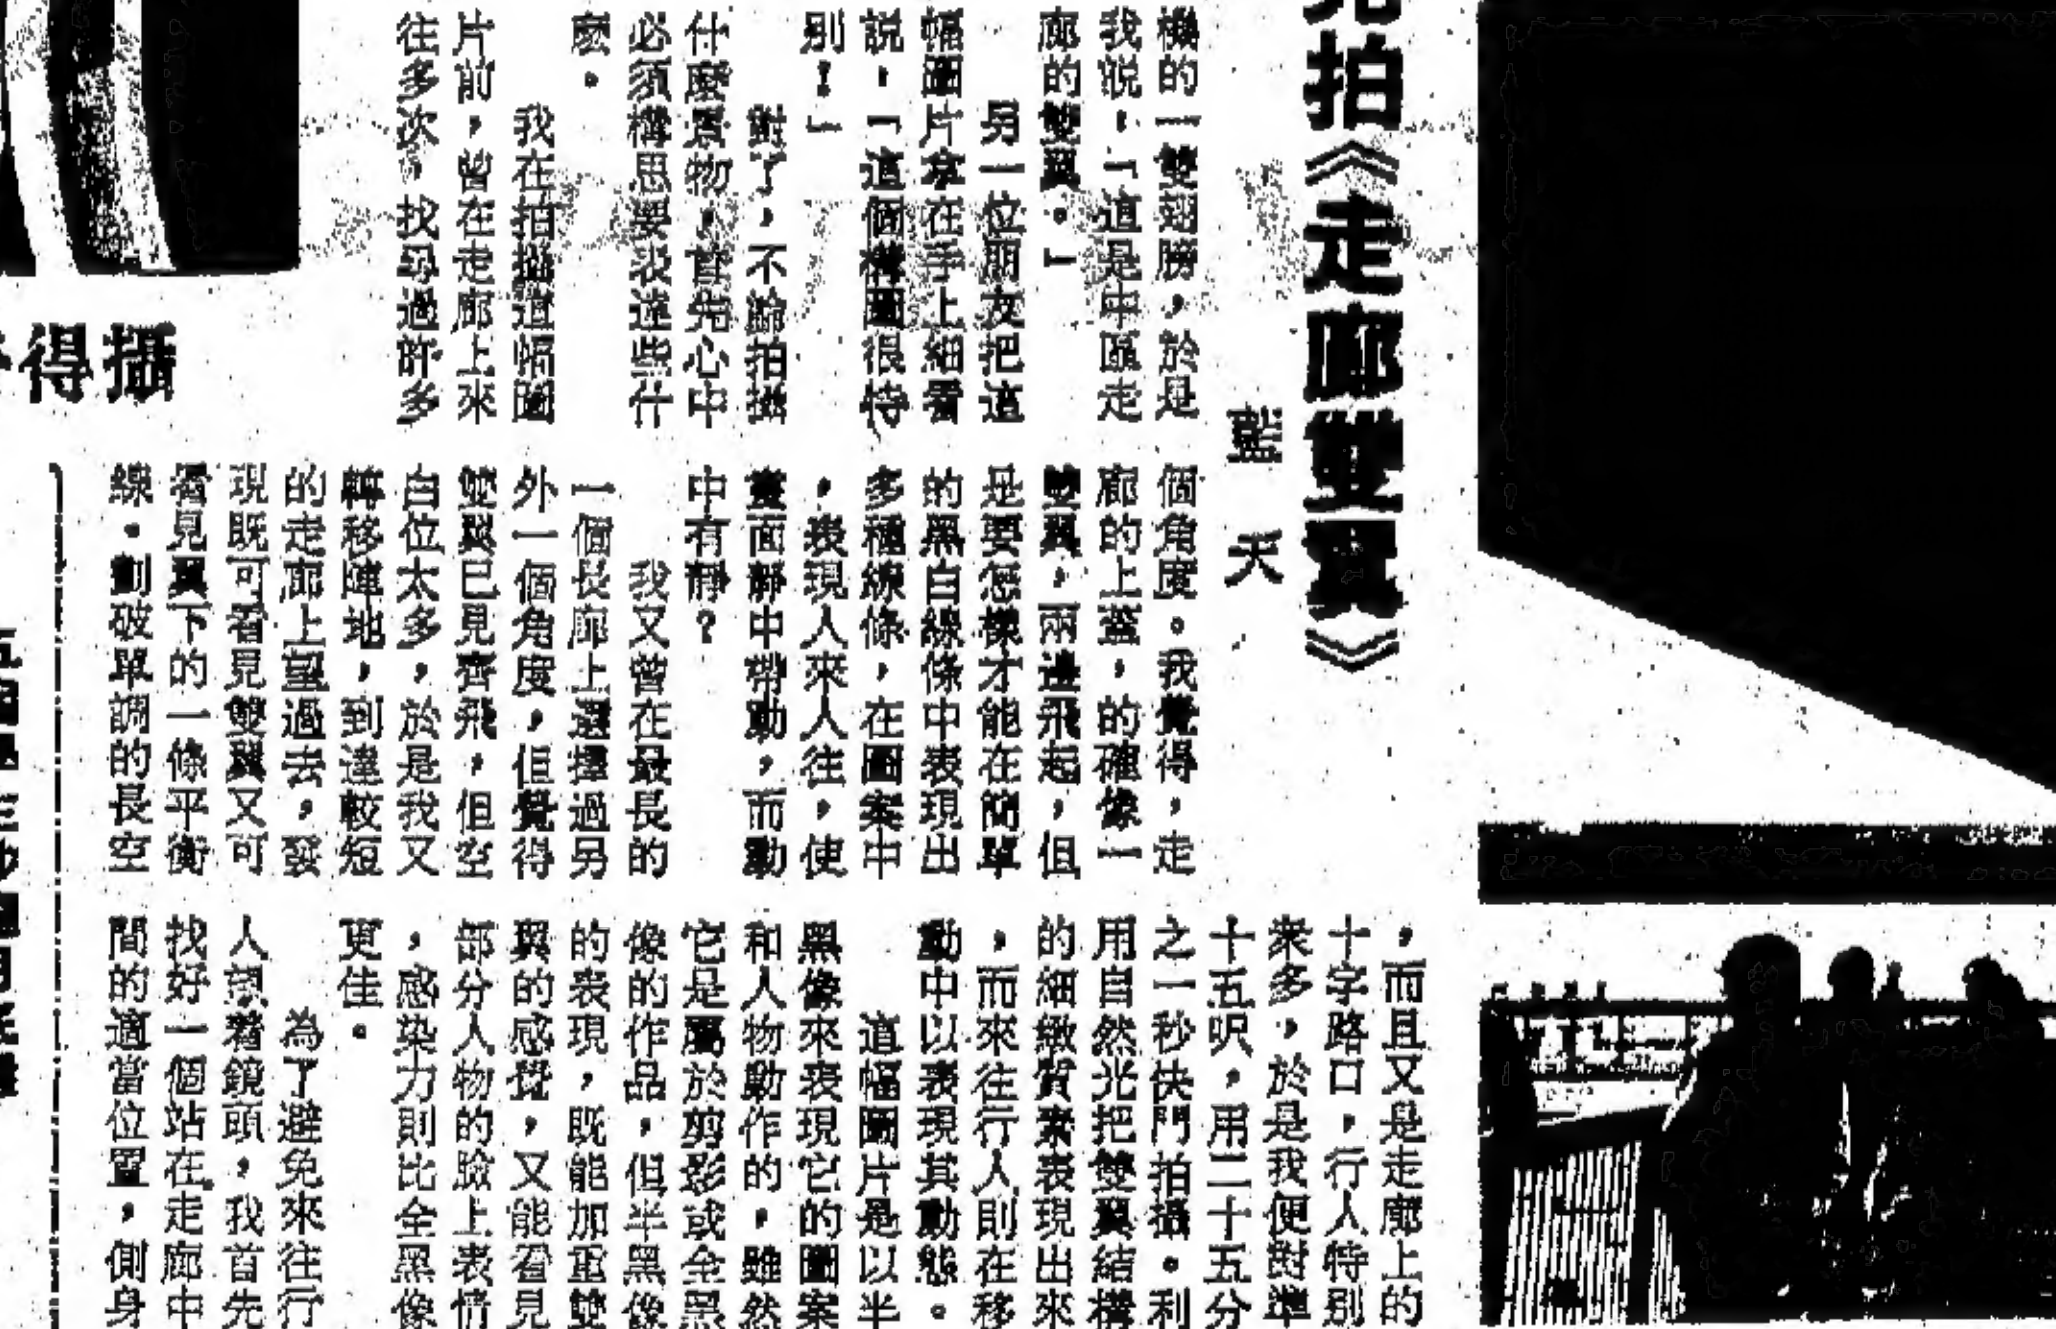 拍《走廊雙翼》
藍天
機的一雙翅膀，於是
我説，「這是中區走
廊的雙翼。」
另一位朋友把這
幅圖片拿在手上細看
説，「這個構圖很特
別！」
對了，不論拍攝
什麼景物，首先心中
必須構思要表達些什
麼。
我在拍攝這幅圖
片前，曾在走廊上來
往多次，找尋過許多
個角度。我覺得，走
廊的上蓋，的確像一
雙翼，兩邊飛起，但
是要怎樣才能在簡單
的黑白線條中表現出
多種線條，在圖案中
，表現人來人往，使
畫面靜中帶動，而動
中有靜？
我又曾在最長的
一個長廊上選擇過另
外一個角度，但覺得
雙翼已見齊飛，但空
白位太多，於是我又
轉移陣地，到達較短
的走廊上望過去，發
現既可看見雙翼又可
看見翼下的一條平衡
線。劃破單調的長空
，而且又是走廊上的
十字路口，行人特別
衆多，於是我便對準
十五呎，用二十五分
之一秒快門拍攝。利
用自然光把雙翼結構
的細緻質素表現出來
，而來往行人則在移
動中以表現其動態。
這幅圖片是以半
黑像來表現它的圖案
和人物動作的，雖然
它是屬於剪影或全黑
像的作品，但半黑像
的表現，既能加重雙
翼的感覺，又能看見
部分人物的臉上表情
，感染力則比全黑像
更佳。
為了避免來往行
人望着鏡頭，我首先
找好一個站在走廊中
間的適當位置，側身
得攝